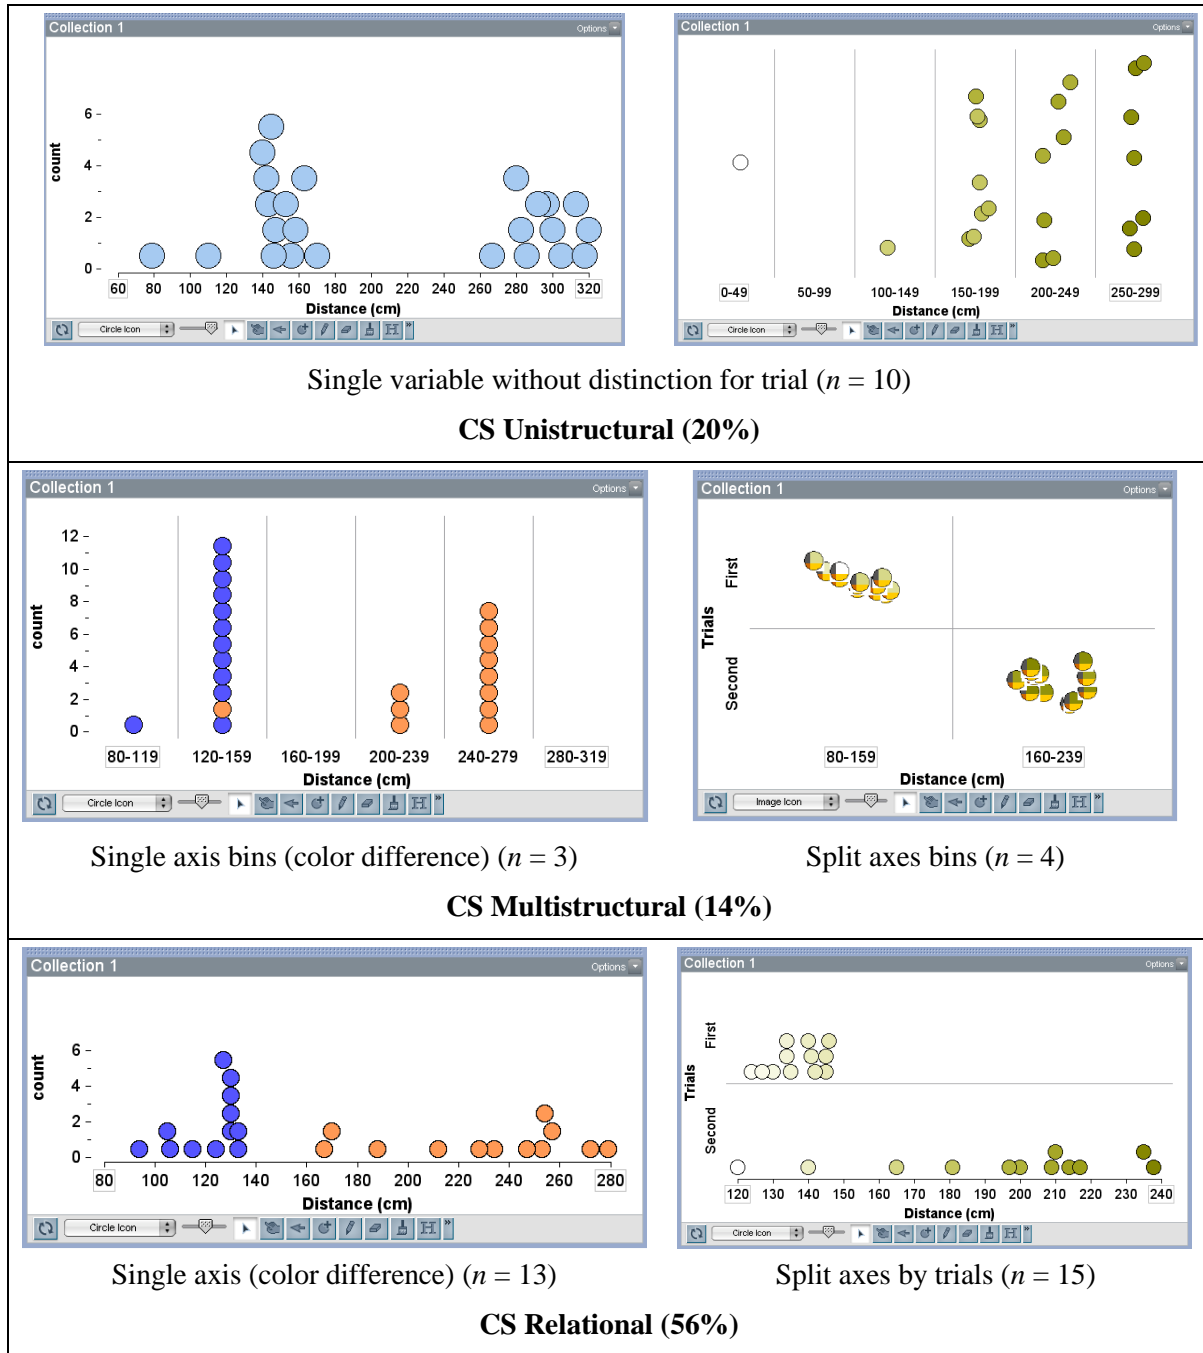 Collection 1
Options
count
6
4
2
0
60 80 100 120 140 160 180 200 220 240 260 280 300 320
Distance (cm)
Circle Icon
Collection 1
Options
0-49 50-99 100-149 150-199 200-249 250-299
Distance (cm)
Circle Icon
Single variable without distinction for trial (n = 10)
CS Unistructural (20%)
Collection 1
Options
count
12
10
8
6
4
2
0
80-119 120-159 160-199 200-239 240-279 280-319
Distance (cm)
Circle Icon
Single axis bins (color difference) (n = 3)
Collection 1
Options
Trials
First
Second
80-159 160-239
Distance (cm)
Image Icon
Split axes bins (n = 4)
CS Multistructural (14%)
Collection 1
Options
count
6
4
2
0
80 100 120 140 160 180 200 220 240 260 280
Distance (cm)
Circle Icon
Single axis (color difference) (n = 13)
Collection 1
Options
Trials
First
Second
120 130 140 150 160 170 180 190 200 210 220 230 240
Distance (cm)
Circle Icon
Split axes by trials (n = 15)
CS Relational (56%)